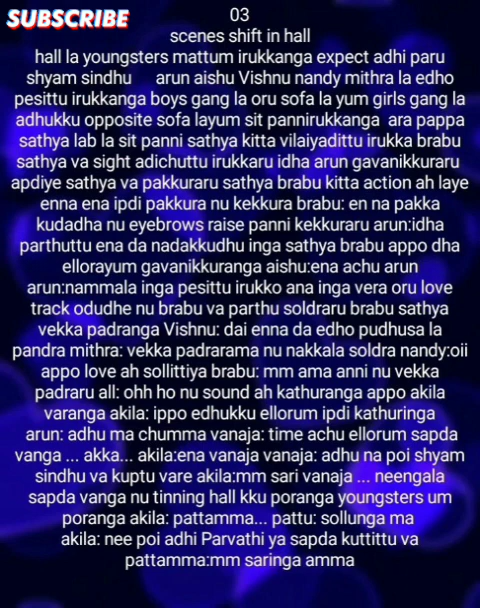 SUBSCRIBE
03
scenes shift in hall
hall la youngsters mattum irukkanga expect adhi paru
shyam sindhu arun aishu Vishnu nandy mithra la edho
pesittu irukkanga boys gang la oru sofa la yum girls gang la
adhukku opposite sofa layum sit pannirukkanga ara pappa
sathya lab la sit panni sathya kitta vilaiyadittu irukka brabu
sathya va sight adichuttu irukkaru idha arun gavanikkuraru
apdiye sathya va pakkuraru sathya brabu kitta action ah laye
enna ena ipdi pakkura nu kekkura brabu: en na pakka
kudadha nu eyebrows raise panni kekkuraru arun:idha
parthuttu ena da nadakkudhu inga sathya brabu appo dha
ellorayum gavanikkuranga aishu:ena achu arun
arun:nammala inga pesittu irukko ana inga vera oru love
track odudhe nu brabu va parthu soldraru brabu sathya
vekka padranga Vishnu: dai enna da edho pudhusa la
pandra mithra: vekka padrarama nu nakkala soldra nandy:oii
appo love ah sollittiya brabu: mm ama anni nu vekka
padraru all: ohh ho nu sound ah kathuranga appo akila
varanga akila: ippo edhukku ellorum ipdi kathuringa
arun: adhu ma chumma vanaja: time achu ellorum sapda
vanga ... akka... akila:ena vanaja vanaja: adhu na poi shyam
sindhu va kuptu vare akila:mm sari vanaja ... neengala
sapda vanga nu tinning hall kku poranga youngsters um
poranga akila: pattamma... pattu: sollunga ma
akila: nee poi adhi Parvathi ya sapda kuttittu va
pattamma:mm saringa amma